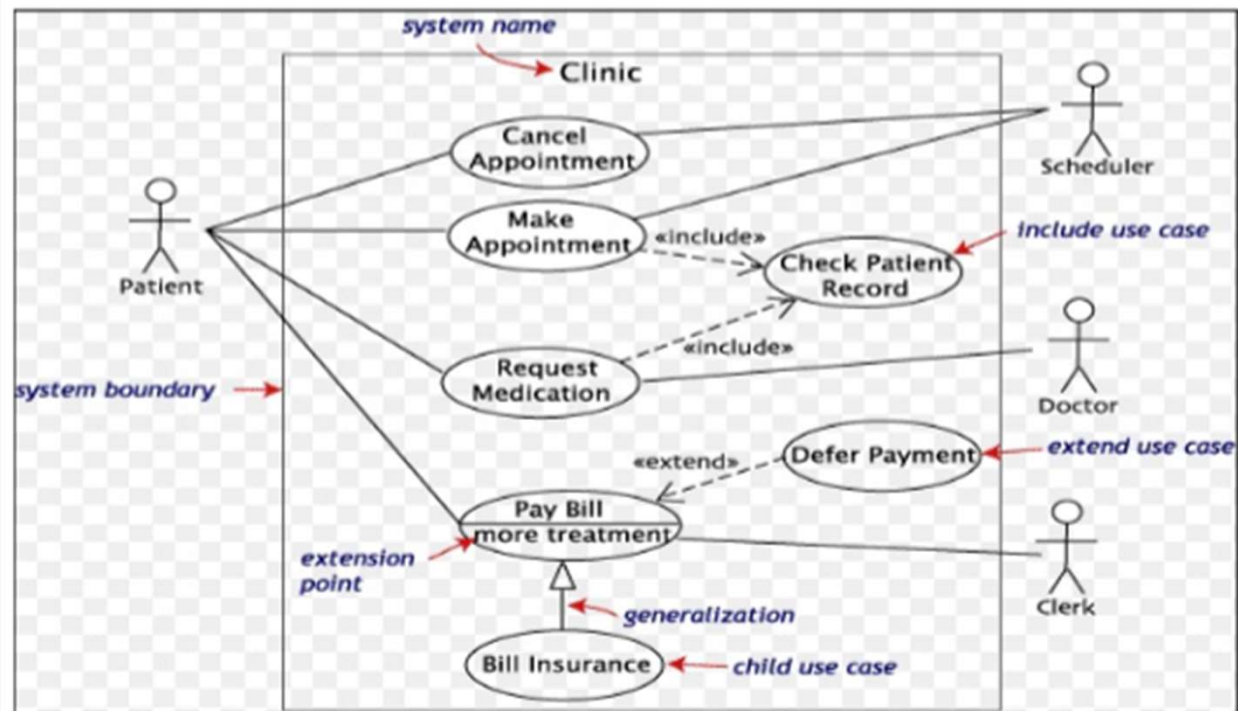 system name
Clinic
Cancel
Appointment
Scheduler
Make
Appointment
«include»
include use case
Check Patient
Record
Patient
«include»
Request
Medication
system boundary
Doctor
extend use case
«extend»
Defer Payment
Pay Bill
more treatment
extension
point
Clerk
generalization
Bill Insurance
child use case